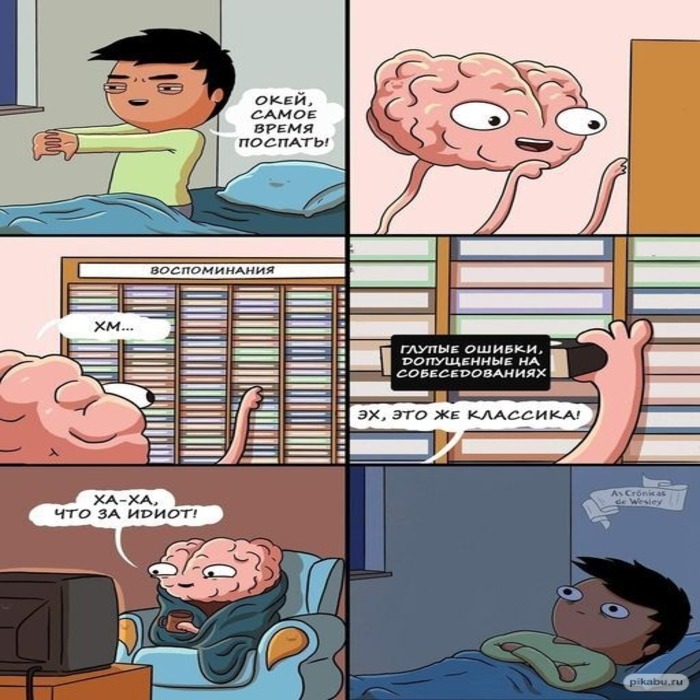 ОКЕЙ,
САМОЕ
ВРЕМЯ
ПОСПАТЬ!
ВОСПОМИНАНИЯ
ХМ...
ГЛУПЫЕ ОШИБКИ,
ДОПУЩЕННЫЕ НА
СОБЕСЕДОВАНИЯХ
ЭХ, ЭТО ЖЕ КЛАССИКА!
ХА-ХА,
ЧТО ЗА ИДИОТ!
As Crônicas
de Wesley
pikabu.ru